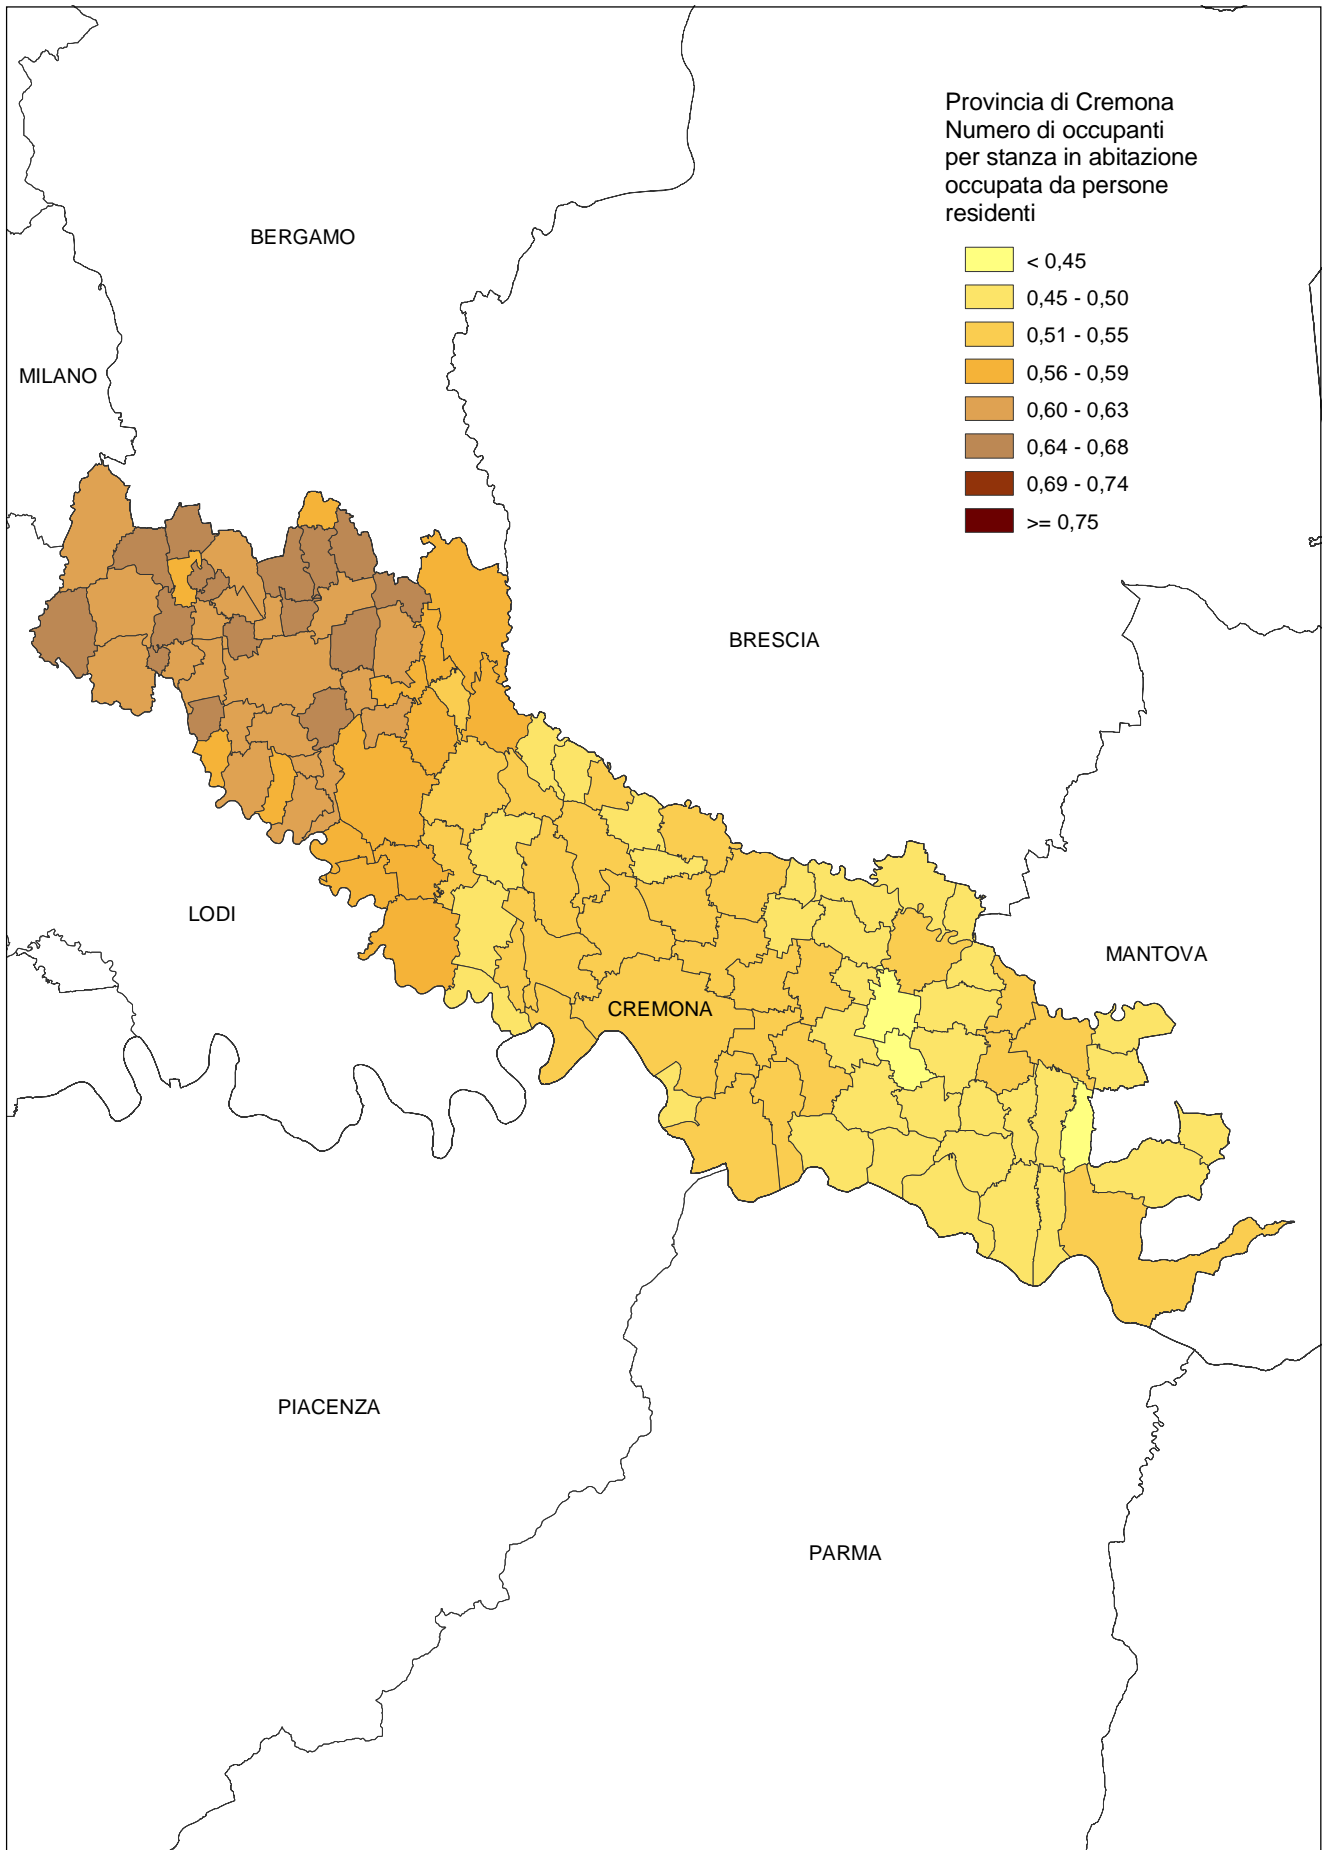 Provincia di Cremona
Numero di occupanti
per stanza in abitazione
occupata da persone
residenti
< 0,45
0,45 - 0,50
0,51 - 0,55
0,56 - 0,59
0,60 - 0,63
0,64 - 0,68
0,69 - 0,74
>= 0,75
BERGAMO
MILANO
BRESCIA
LODI
MANTOVA
CREMONA
PIACENZA
PARMA